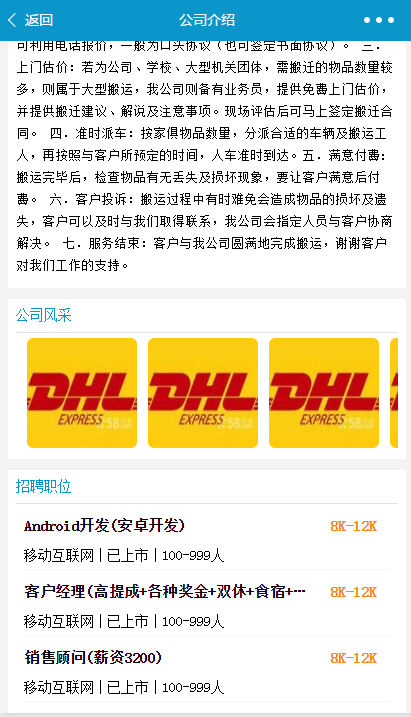 返回
公司介绍
可利用电话报价，一般为口头协议（也可签定书面协议）。 三．
上门估价：若为公司、学校、大型机关团体，需搬迁的物品数量较
多，则属于大型搬运，我公司则备有业务员，提供免费上门估价，
并提供搬迁建议、解说及注意事项。现场评估后可马上签定搬迁合
同。 四．准时派车：按家俱物品数量，分派合适的车辆及搬运工
人，再按照与客户所预定的时间，人车准时到达。五．满意付费：
搬运完毕后，检查物品有无丢失及损坏现象，要让客户满意后付
费。 六．客户投诉：搬运过程中有时难免会造成物品的损坏及遗
失，客户可以及时与我们取得联系，我公司会指定人员与客户协商
解决。 七．服务结束：客户与我公司圆满地完成搬运，谢谢客户
对我们工作的支持。
公司风采
DHL DHL DHL
EXPRESS EXPRESS EXPRESS
招聘职位
Android开发(安卓开发) 8K-12K
移动互联网｜已上市｜100-999人
客户经理(高提成+各种奖金+双休+食宿+… 8K-12K
移动互联网｜已上市｜100-999人
销售顾问(薪资3200) 8K-12K
移动互联网｜已上市｜100-999人